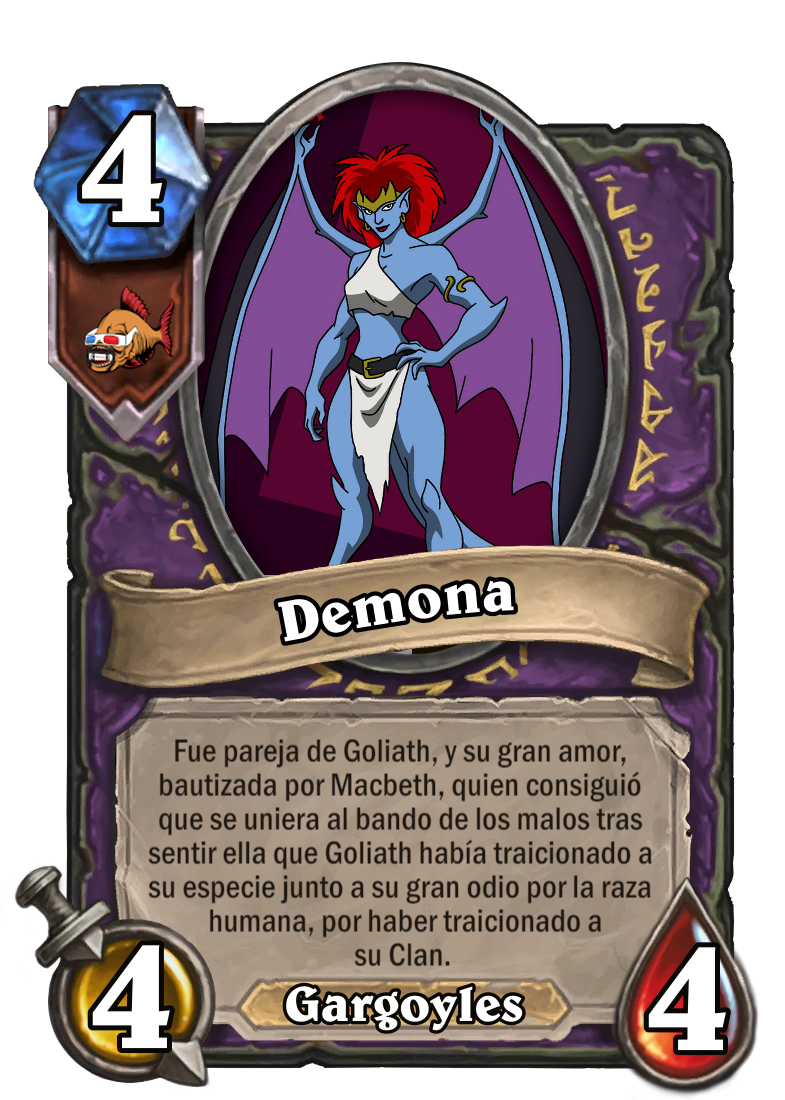 4
Demona
Fue pareja de Goliath, y su gran amor,
bautizada por Macbeth, quien consiguió
que se uniera al bando de los malos tras
sentir ella que Goliath había traicionado a
su especie junto a su gran odio por la raza
humana, por haber traicionado a
su Clan.
4
Gargoyles
4